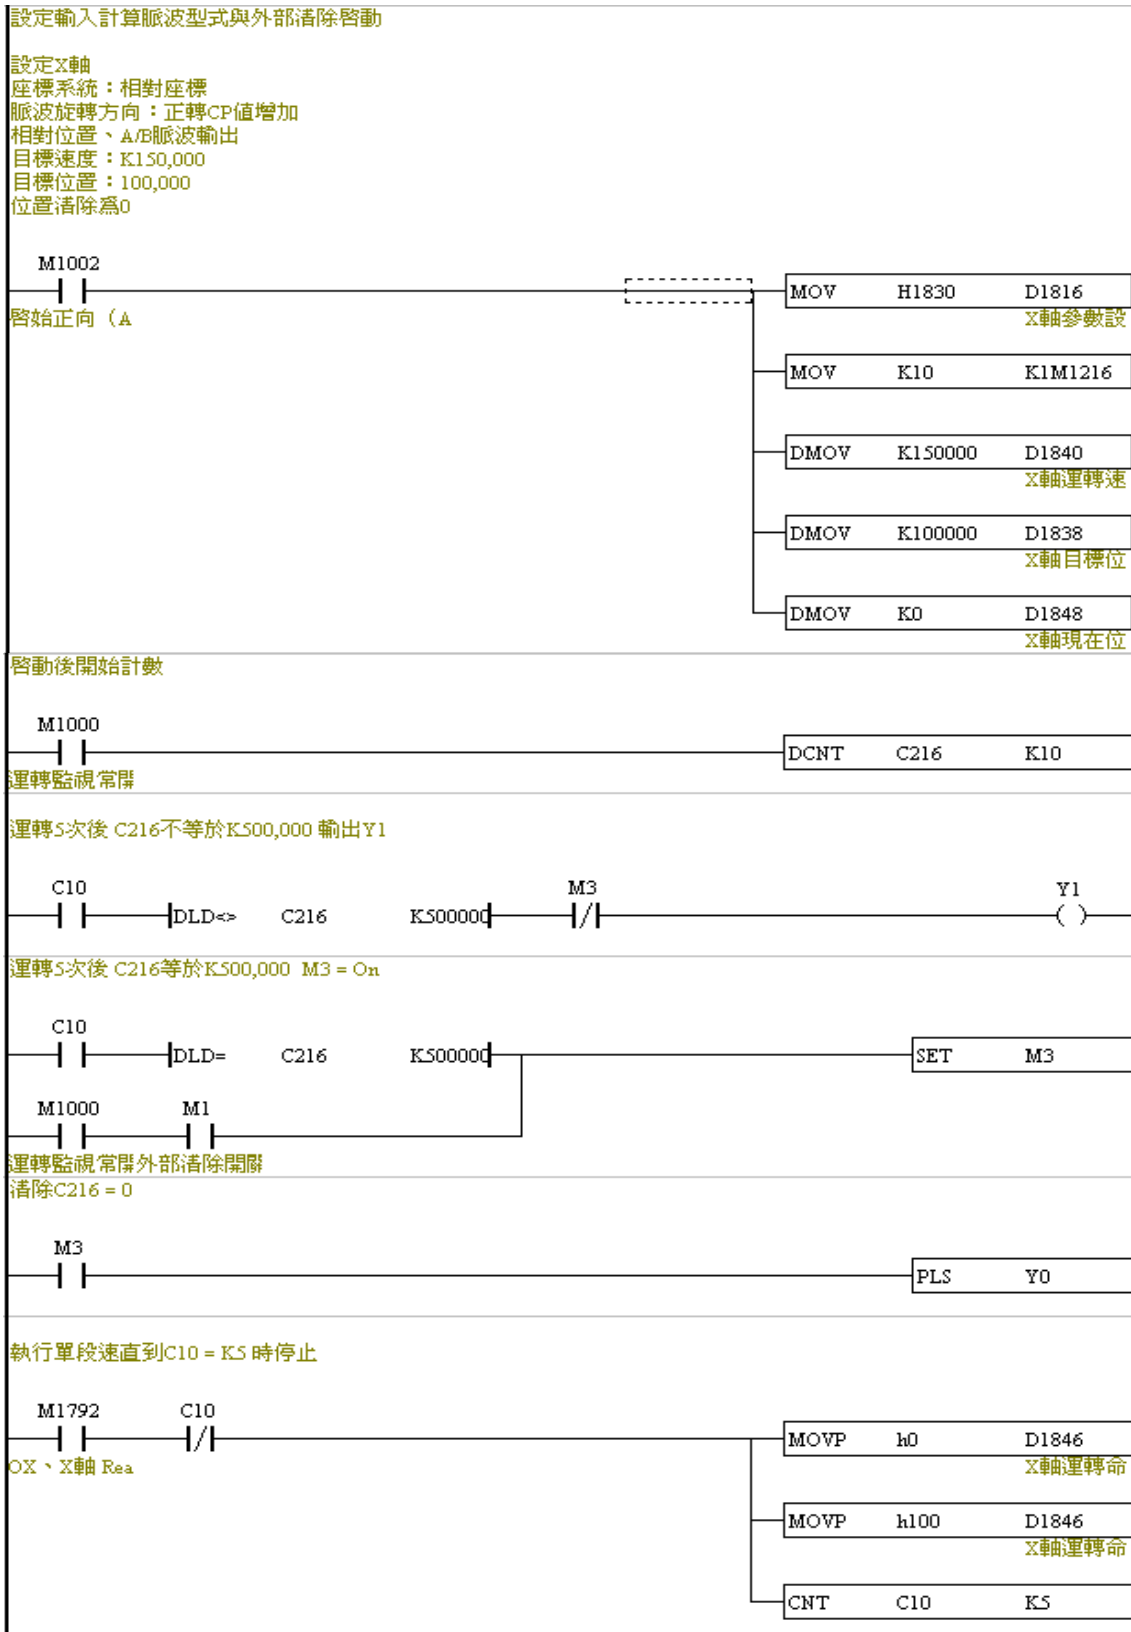 設定輸入計算脈波型式與外部清除啓動
設定X軸
座標系統：相對座標
脈波旋轉方向：正轉CP值增加
相對位置、A/B脈波輸出
目標速度：K150,000
目標位置：100,000
位置清除爲0
M1002
MOV H1830 D1816
啓始正向（A
X軸參數設
MOV K10 K1M1216
DMOV K150000 D1840
X軸運轉速
DMOV K100000 D1838
X軸目標位
DMOV K0 D1848
X軸現在位
啓動後開始計數
M1000
DCNT C216 K10
運轉監視常開
運轉5次後 C216不等於K500,000 輸出Y1
C10 M3 Y1
DLD<> C216 K500000
運轉5次後 C216等於K500,000 M3 = On
C10
DLD= C216 K500000 SET M3
M1000 M1
運轉監視常開外部清除開關
清除C216 = 0
M3
PLS Y0
執行單段速直到C10 = K5 時停止
M1792 C10
MOVP h0 D1846
OX、X軸 Rea
X軸運轉命
MOVP h100 D1846
X軸運轉命
CNT C10 K5